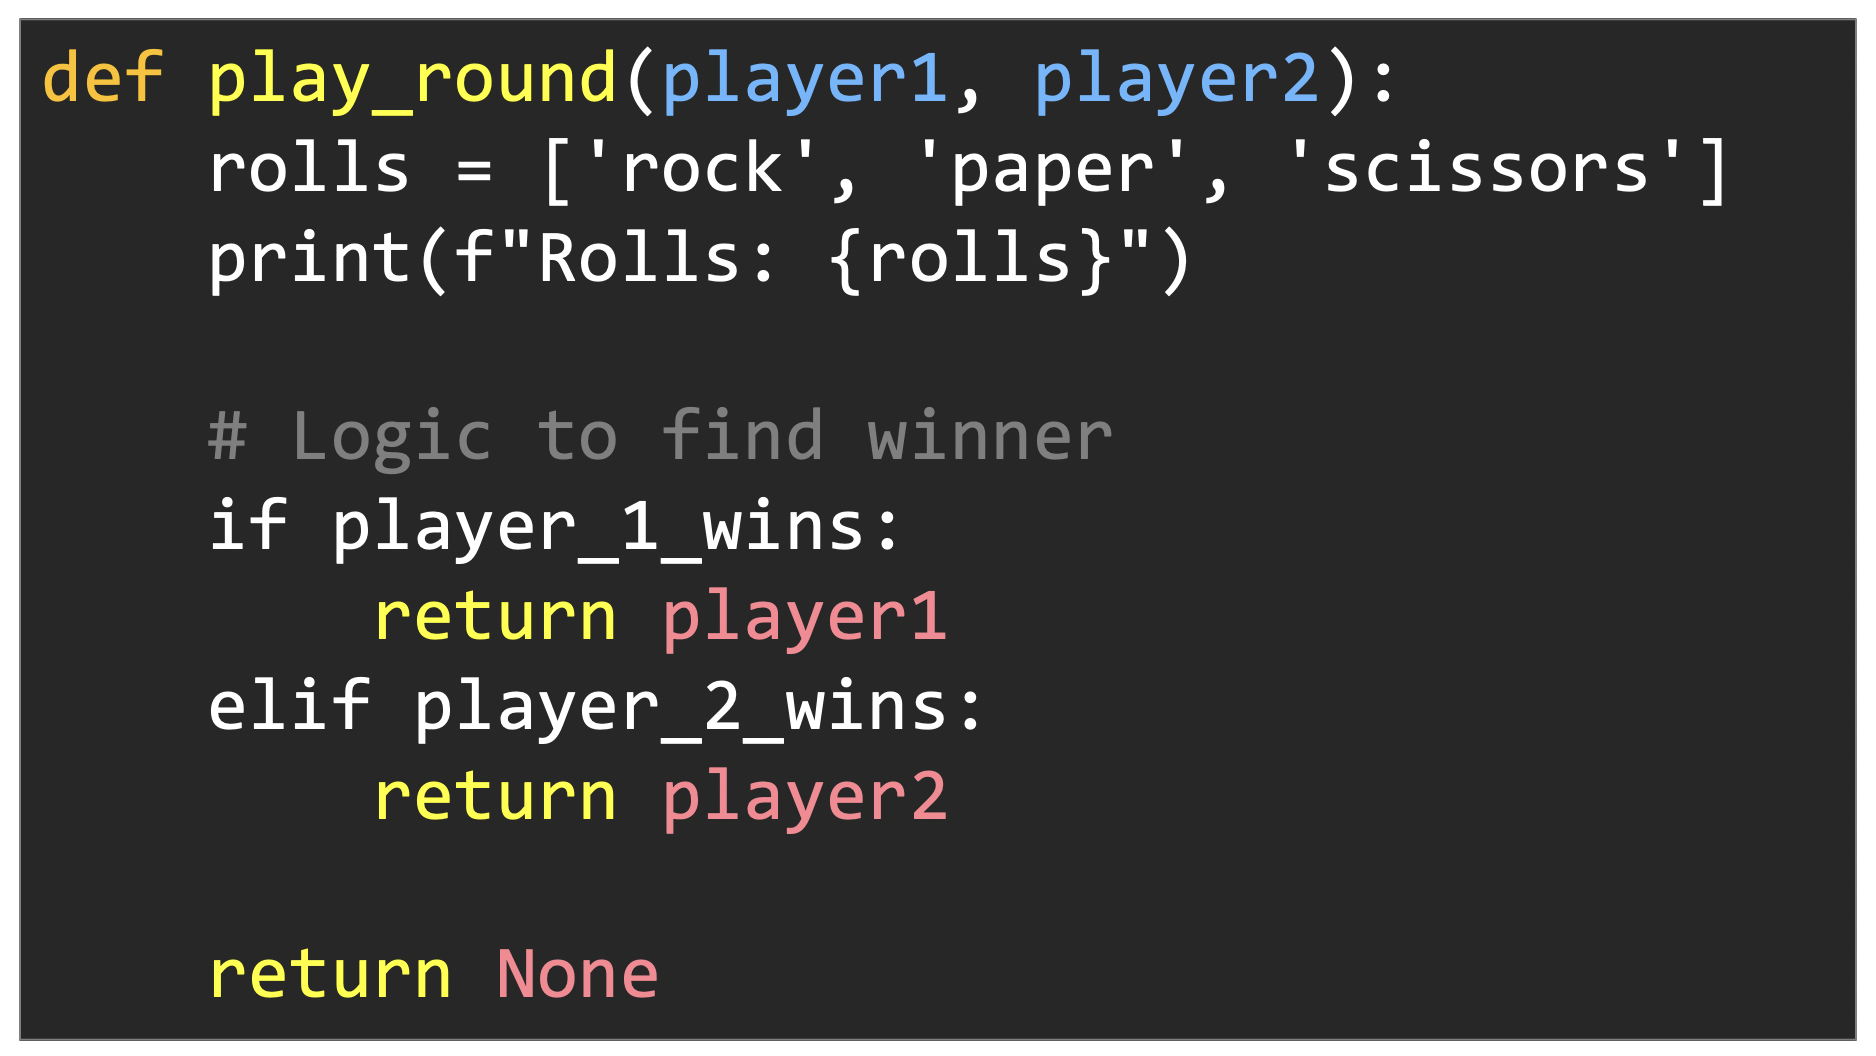 def play_round(player1, player2):
    rolls = ['rock', 'paper', 'scissors']
    print(f"Rolls: {rolls}")

    # Logic to find winner
    if player_1_wins:
        return player1
    elif player_2_wins:
        return player2

    return None